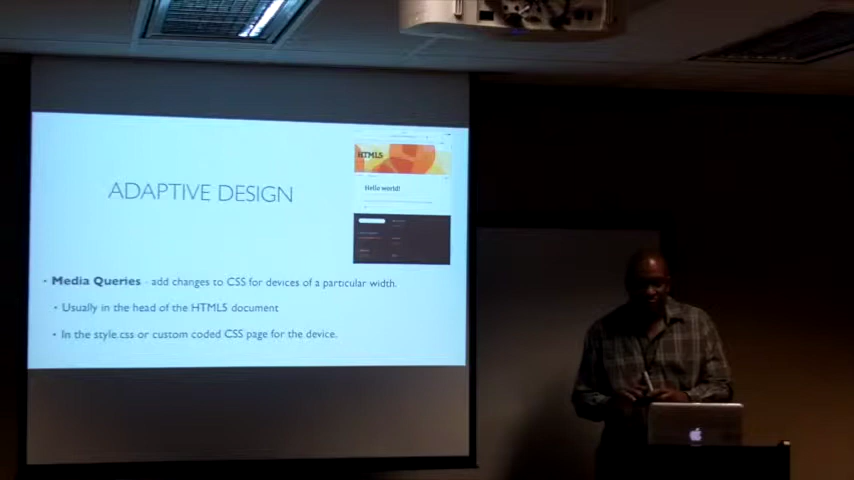 HTML5
Hello world!
ADAPTIVE DESIGN
Media Queries - add changes to CSS for devices of a particular width.
Usually in the head of the HTML5 document
In the style.css or custom coded CSS page for the device.